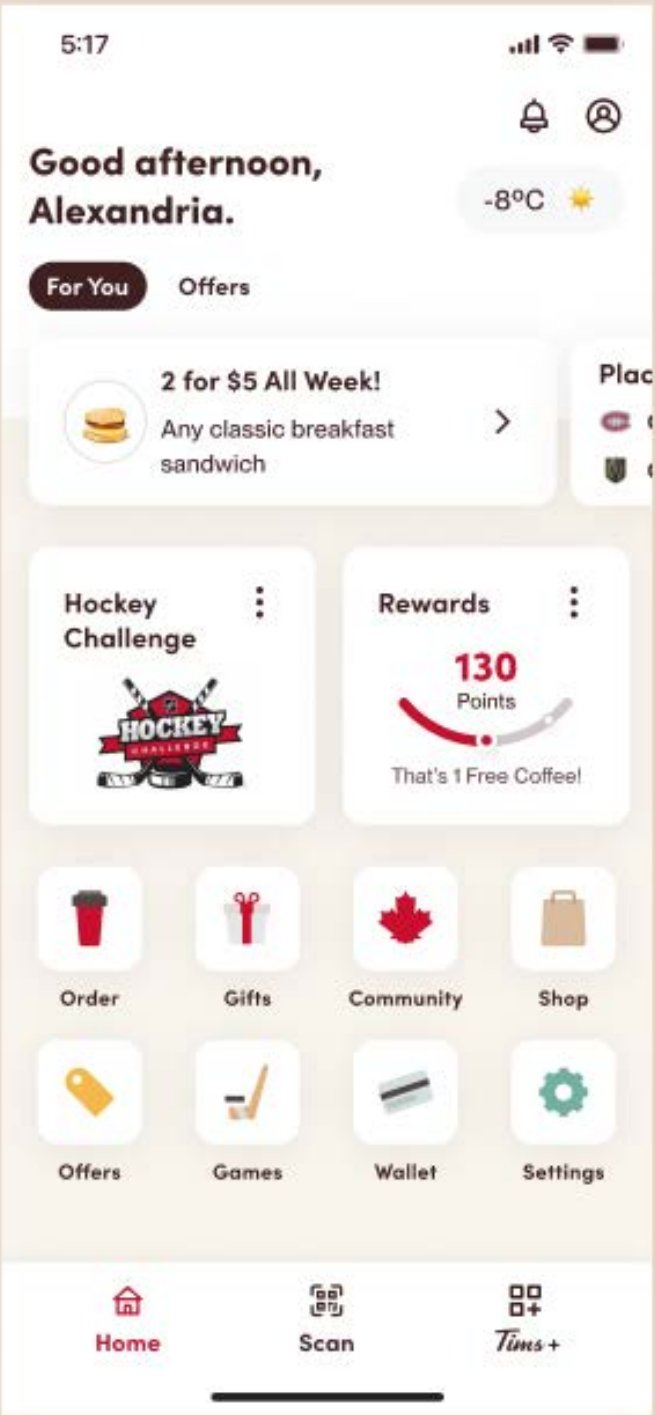 5:17
Good afternoon,
Alexandria.
-8°C
For You
Offers
2 for $5 All Week!
Any classic breakfast
sandwich
Hockey
Challenge
HOCKEY
CHALLENGE
Rewards
130
Points
That's 1 Free Coffee!
Order
Gifts
Community
Shop
Offers
Games
Wallet
Settings
Home
Scan
Tims+